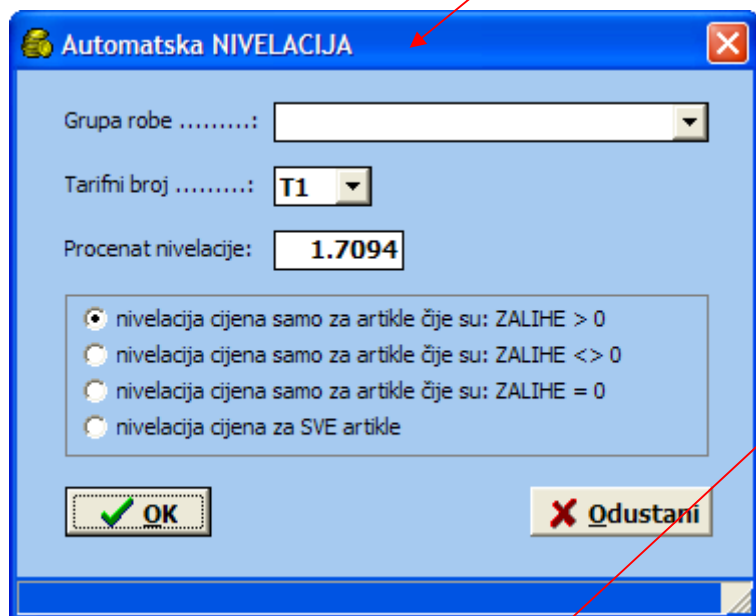 Automatska NIVELACIJA
Grupa robe .........:
Tarifni broj .........: T1
Procenat nivelacije: 1.7094
nivelacija cijena samo za artikle čije su: ZALIHE > 0
nivelacija cijena samo za artikle čije su: ZALIHE <> 0
nivelacija cijena samo za artikle čije su: ZALIHE = 0
nivelacija cijena za SVE artikle
OK Odustani